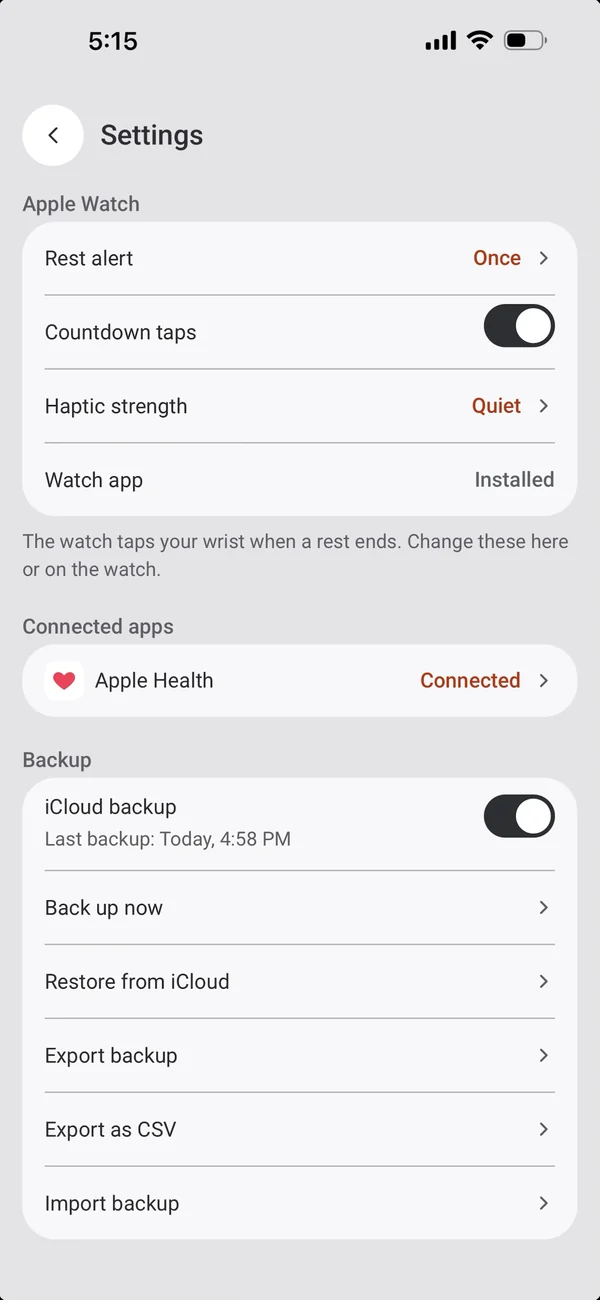 5:15
Settings
Apple Watch
Rest alert
Once
Countdown taps
Haptic strength
Quiet
Watch app
Installed
The watch taps your wrist when a rest ends. Change these here
or on the watch.
Connected apps
Apple Health
Connected
Backup
iCloud backup
Last backup: Today, 4:58 PM
Back up now
Restore from iCloud
Export backup
Export as CSV
Import backup